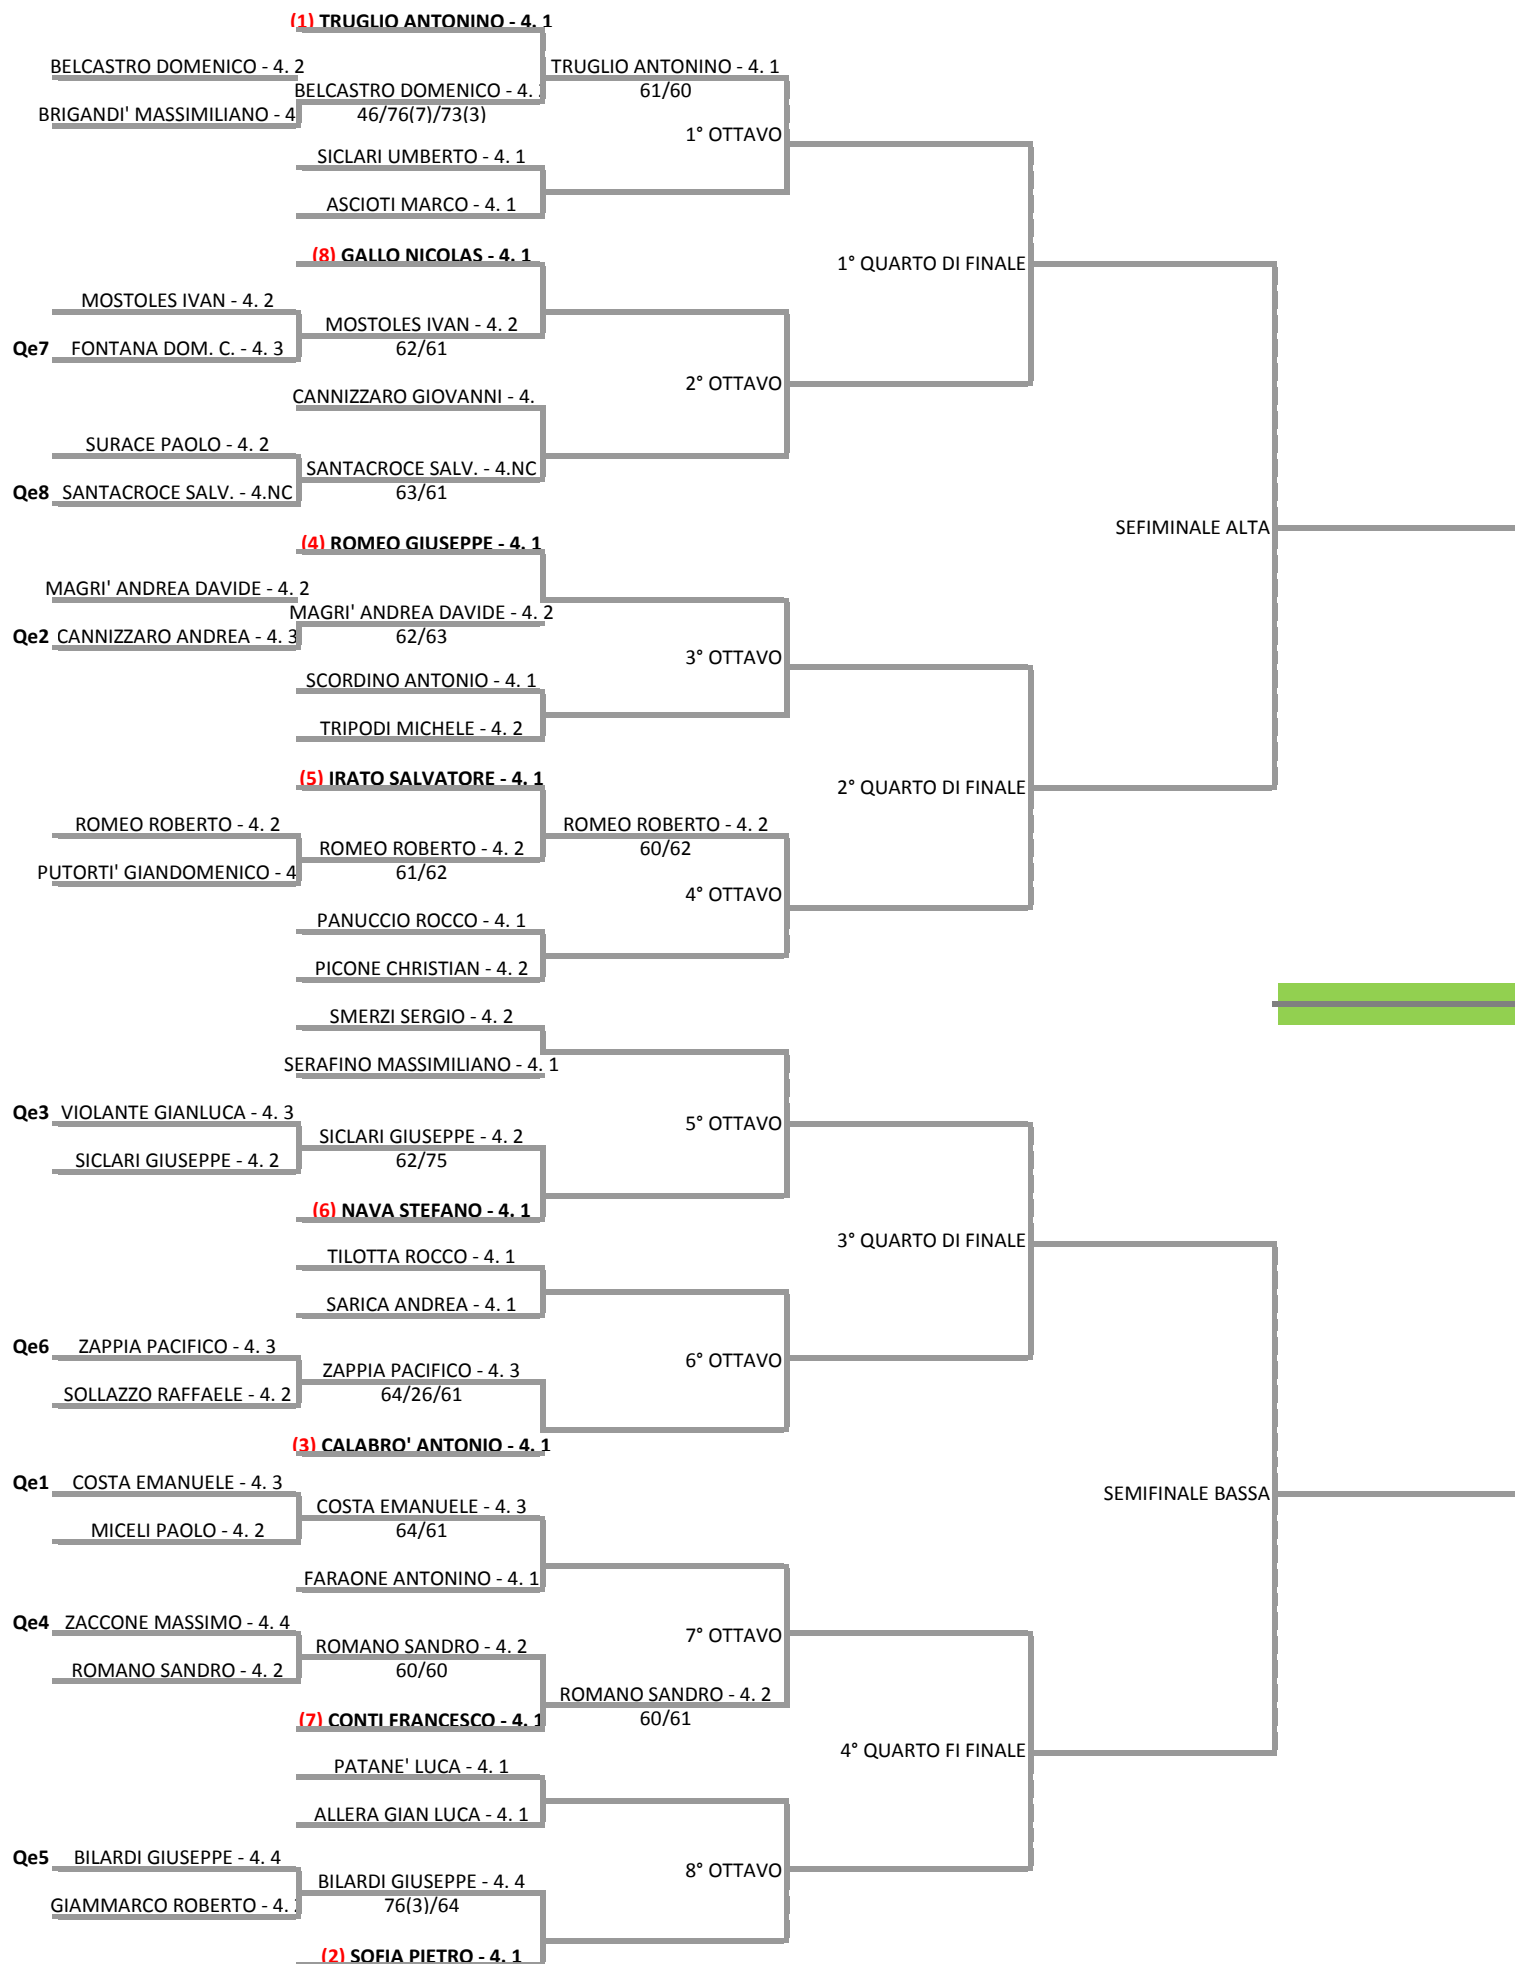 (1) TRUGLIO ANTONINO - 4. 1
BELCASTRO DOMENICO - 4. 2
TRUGLIO ANTONINO - 4. 1
BELCASTRO DOMENICO - 4.
61/60
BRIGANDI' MASSIMILIANO - 4
46/76(7)/73(3)
1° OTTAVO
SICLARI UMBERTO - 4. 1
ASCIOTI MARCO - 4. 1
(8) GALLO NICOLAS - 4. 1
1° QUARTO DI FINALE
MOSTOLES IVAN - 4. 2
MOSTOLES IVAN - 4. 2
Qe7 FONTANA DOM. C. - 4. 3
62/61
2° OTTAVO
CANNIZZARO GIOVANNI - 4.
SURACE PAOLO - 4. 2
SANTACROCE SALV. - 4.NC
Qe8 SANTACROCE SALV. - 4.NC
63/61
SEFIMINALE ALTA
(4) ROMEO GIUSEPPE - 4. 1
MAGRI' ANDREA DAVIDE - 4. 2
MAGRI' ANDREA DAVIDE - 4. 2
Qe2 CANNIZZARO ANDREA - 4. 3
62/63
3° OTTAVO
SCORDINO ANTONIO - 4. 1
TRIPODI MICHELE - 4. 2
(5) IRATO SALVATORE - 4. 1
2° QUARTO DI FINALE
ROMEO ROBERTO - 4. 2
ROMEO ROBERTO - 4. 2
ROMEO ROBERTO - 4. 2
60/62
PUTORTI' GIANDOMENICO - 4
61/62
4° OTTAVO
PANUCCIO ROCCO - 4. 1
PICONE CHRISTIAN - 4. 2
SMERZI SERGIO - 4. 2
SERAFINO MASSIMILIANO - 4. 1
Qe3 VIOLANTE GIANLUCA - 4. 3
5° OTTAVO
SICLARI GIUSEPPE - 4. 2
SICLARI GIUSEPPE - 4. 2
62/75
(6) NAVA STEFANO - 4. 1
3° QUARTO DI FINALE
TILOTTA ROCCO - 4. 1
SARICA ANDREA - 4. 1
Qe6 ZAPPIA PACIFICO - 4. 3
6° OTTAVO
ZAPPIA PACIFICO - 4. 3
SOLLAZZO RAFFAELE - 4. 2
64/26/61
(3) CALABRO' ANTONIO - 4. 1
Qe1 COSTA EMANUELE - 4. 3
SEMIFINALE BASSA
COSTA EMANUELE - 4. 3
MICELI PAOLO - 4. 2
64/61
FARAONE ANTONINO - 4. 1
Qe4 ZACCONE MASSIMO - 4. 4
7° OTTAVO
ROMANO SANDRO - 4. 2
ROMANO SANDRO - 4. 2
60/60
ROMANO SANDRO - 4. 2
(7) CONTI FRANCESCO - 4. 1
60/61
4° QUARTO FI FINALE
PATANE' LUCA - 4. 1
ALLERA GIAN LUCA - 4. 1
Qe5 BILARDI GIUSEPPE - 4. 4
8° OTTAVO
BILARDI GIUSEPPE - 4. 4
GIAMMARCO ROBERTO - 4.
76(3)/64
(2) SOFIA PIETRO - 4. 1